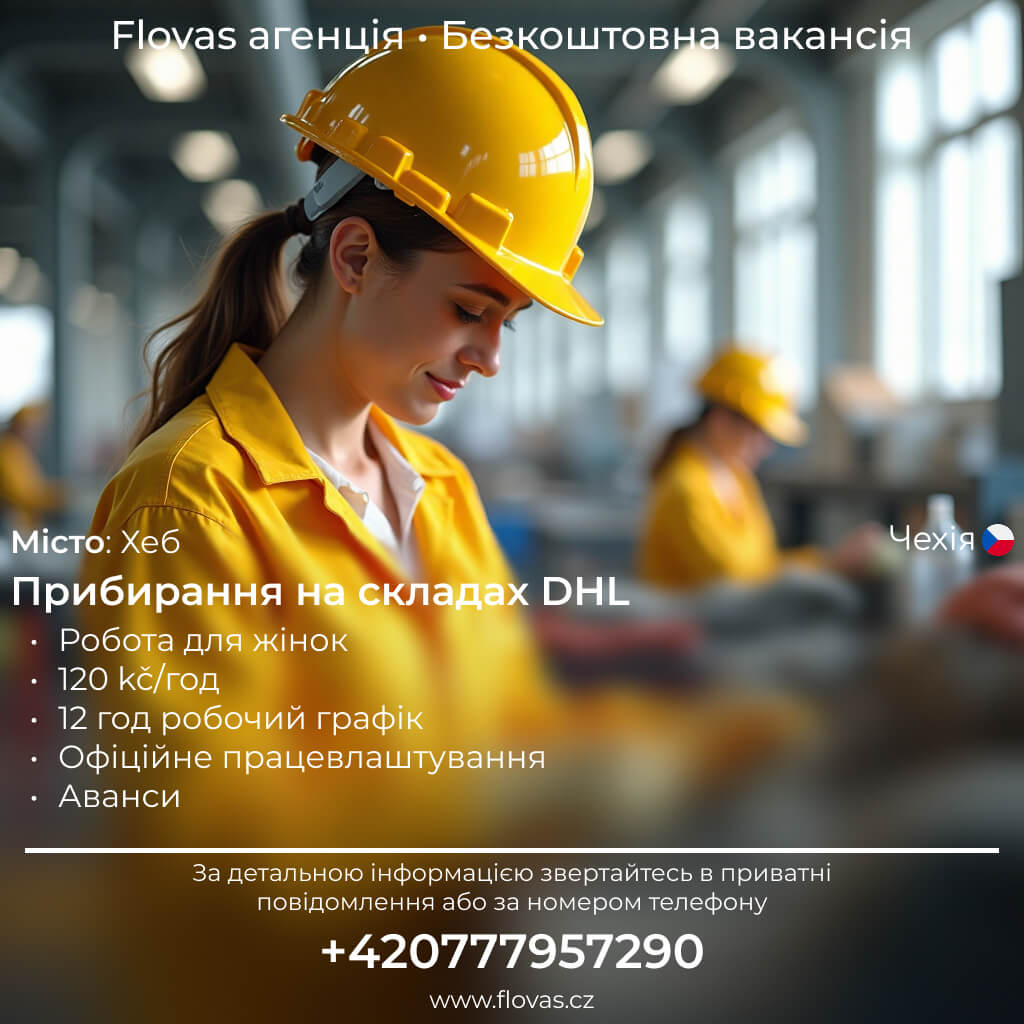 Flovas агенція • Безкоштовна вакансія
Місто: Хеб
Чехія
Прибирання на складах DHL
• Робота для жінок
• 120 kč/год
• 12 год робочий графік
• Офіційне працевлаштування
• Аванси
За детальною інформацією звертайтесь в приватні
повідомлення або за номером телефону
+420777957290
www.flovas.cz